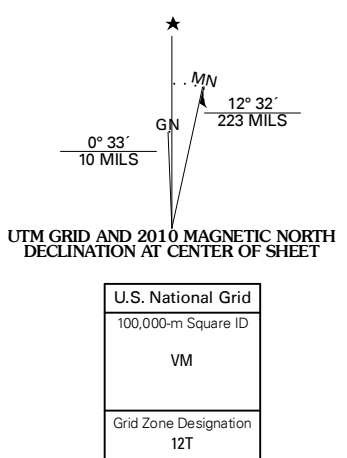 ★
MN
GN
12° 32´
223 MILS
0° 33´
10 MILS
UTM GRID AND 2010 MAGNETIC NORTH
DECLINATION AT CENTER OF SHEET
U.S. National Grid
100,000-m Square ID
VM
Grid Zone Designation
12T